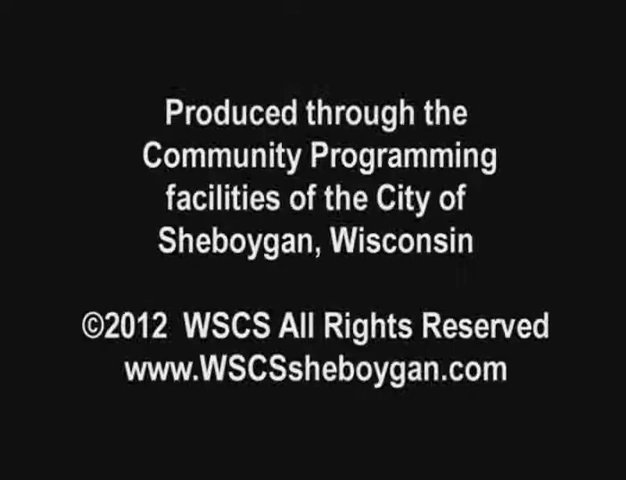 Produced through the
Community Programming
facilities of the City of
Sheboygan, Wisconsin
©2012 WSCS All Rights Reserved
www.WSCSsheboygan.com